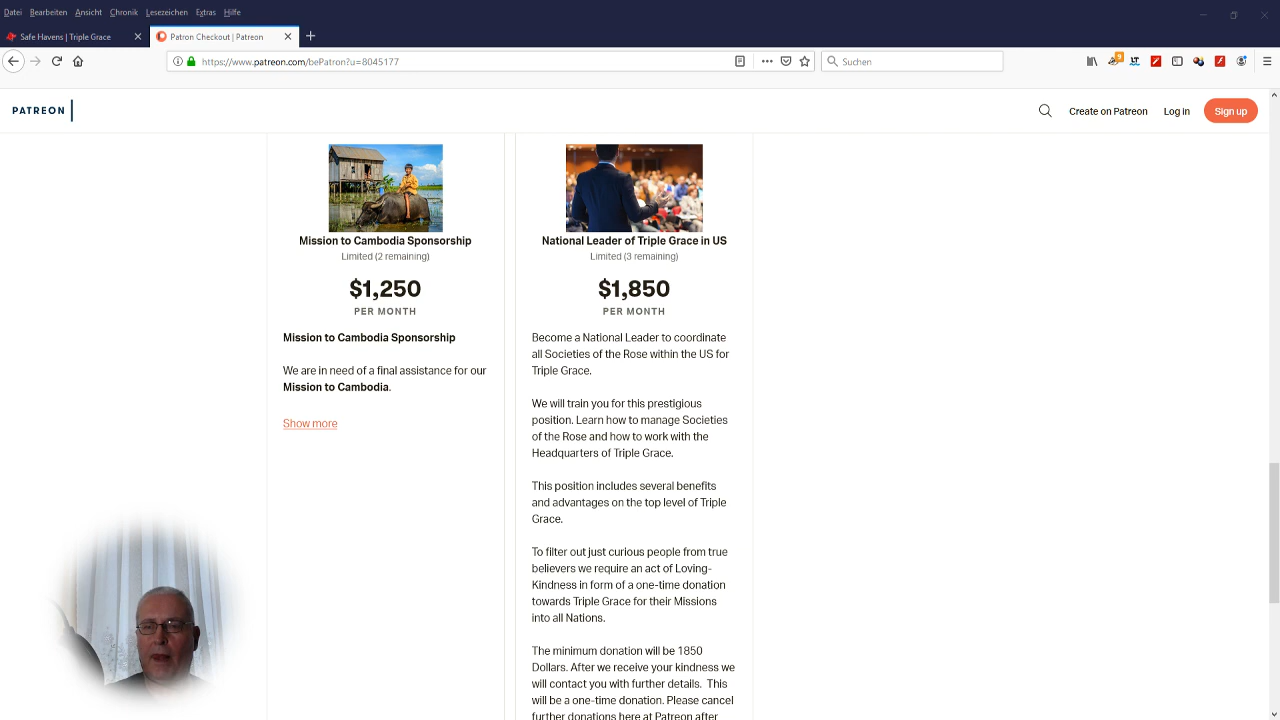 Datei Bearbeiten Ansicht Chronik Lesezeichen Extras Hilfe
Safe Havens | Triple Grace
Patron Checkout | Patreon
https://www.patreon.com/bePatron?u=8045177
Suchen
PATREON
Create on Patreon
Log in
Sign up
Mission to Cambodia Sponsorship
Limited (2 remaining)
$1,250
PER MONTH
Mission to Cambodia Sponsorship
We are in need of a final assistance for our
Mission to Cambodia.
Show more
National Leader of Triple Grace in US
Limited (3 remaining)
$1,850
PER MONTH
Become a National Leader to coordinate
all Societies of the Rose within the US for
Triple Grace.
We will train you for this prestigious
position. Learn how to manage Societies
of the Rose and how to work with the
Headquarters of Triple Grace.
This position includes several benefits
and advantages on the top level of Triple
Grace.
To filter out just curious people from true
believers we require an act of Loving-
Kindness in form of a one-time donation
towards Triple Grace for their Missions
into all Nations.
The minimum donation will be 1850
Dollars. After we receive your kindness we
will contact you with further details.  This
will be a one-time donation. Please cancel
further donations here at Patreon after